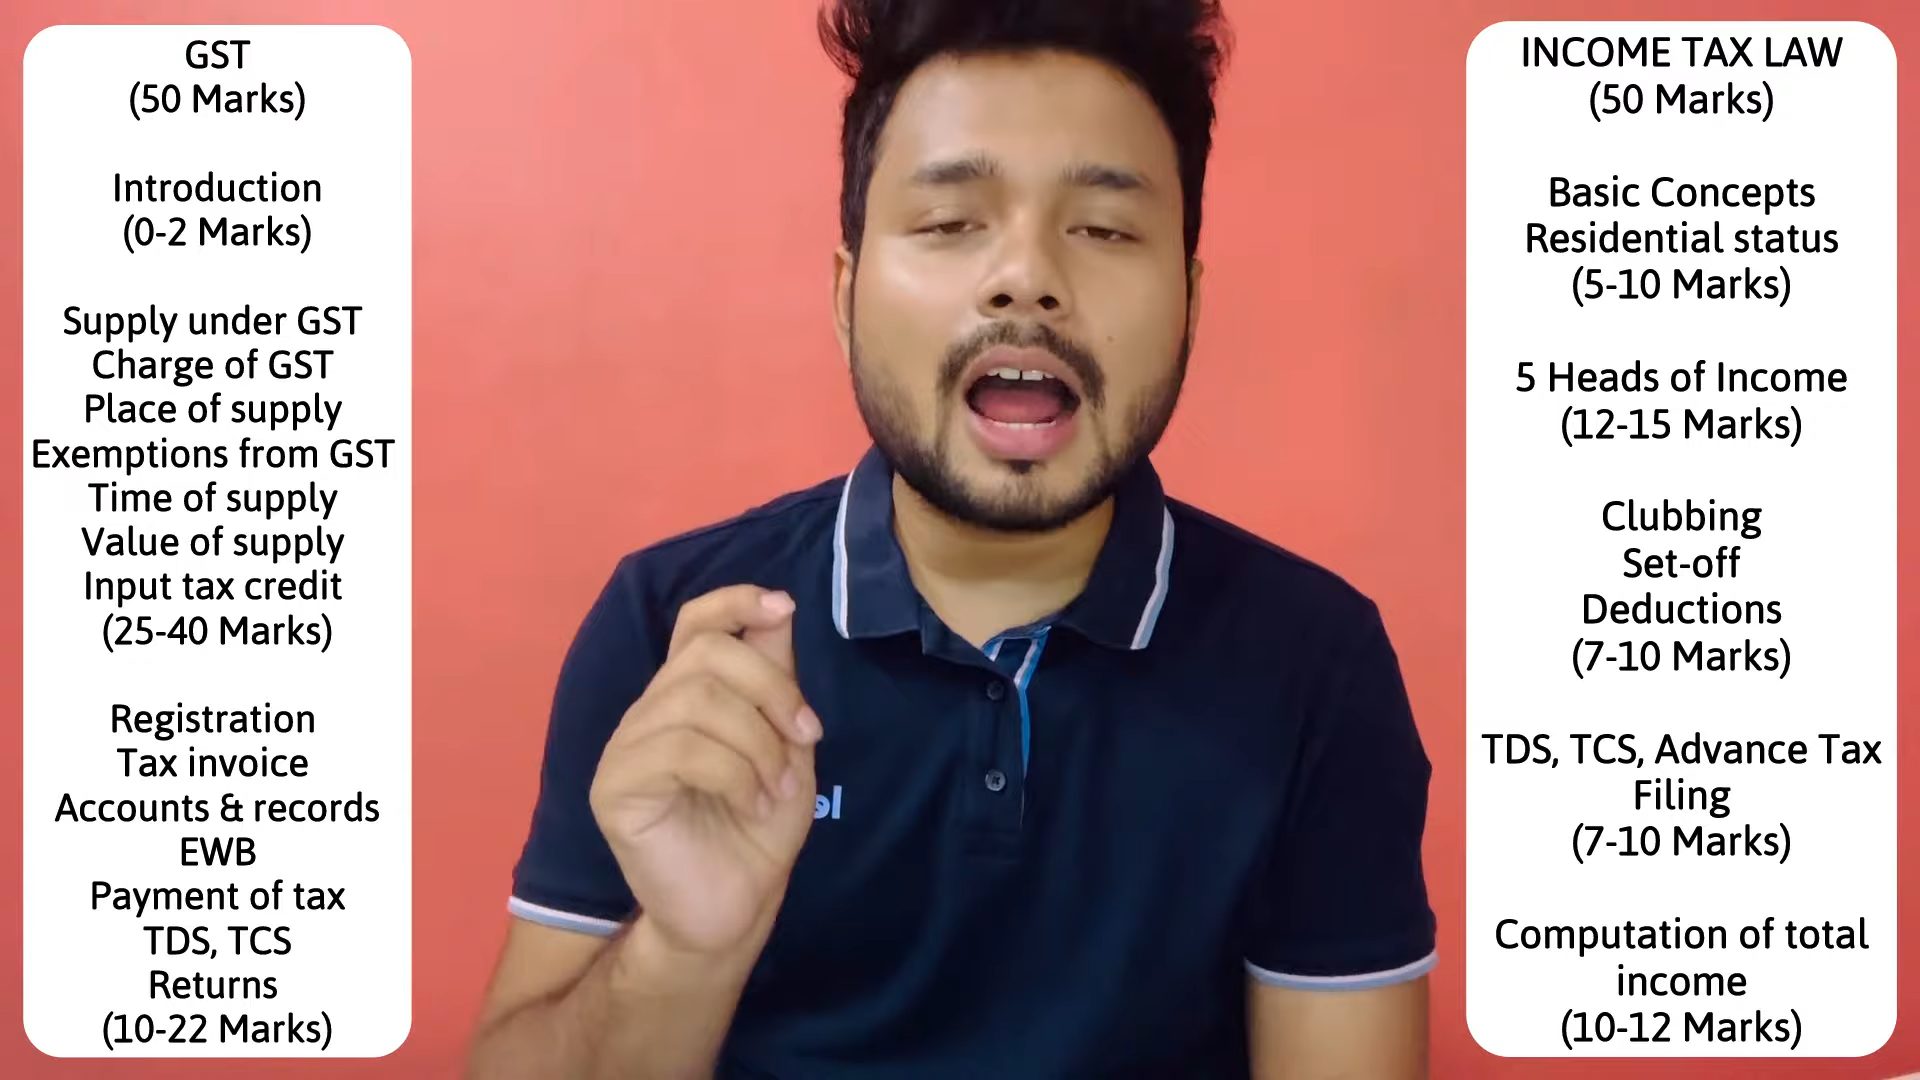 GST
(50 Marks)
Introduction
(0-2 Marks)
Supply under GST
Charge of GST
Place of supply
Exemptions from GST
Time of supply
Value of supply
Input tax credit
(25-40 Marks)
Registration
Tax invoice
Accounts & records
EWB
Payment of tax
TDS, TCS
Returns
(10-22 Marks)
INCOME TAX LAW
(50 Marks)
Basic Concepts
Residential status
(5-10 Marks)
5 Heads of Income
(12-15 Marks)
Clubbing
Set-off
Deductions
(7-10 Marks)
TDS, TCS, Advance Tax
Filing
(7-10 Marks)
Computation of total
income
(10-12 Marks)